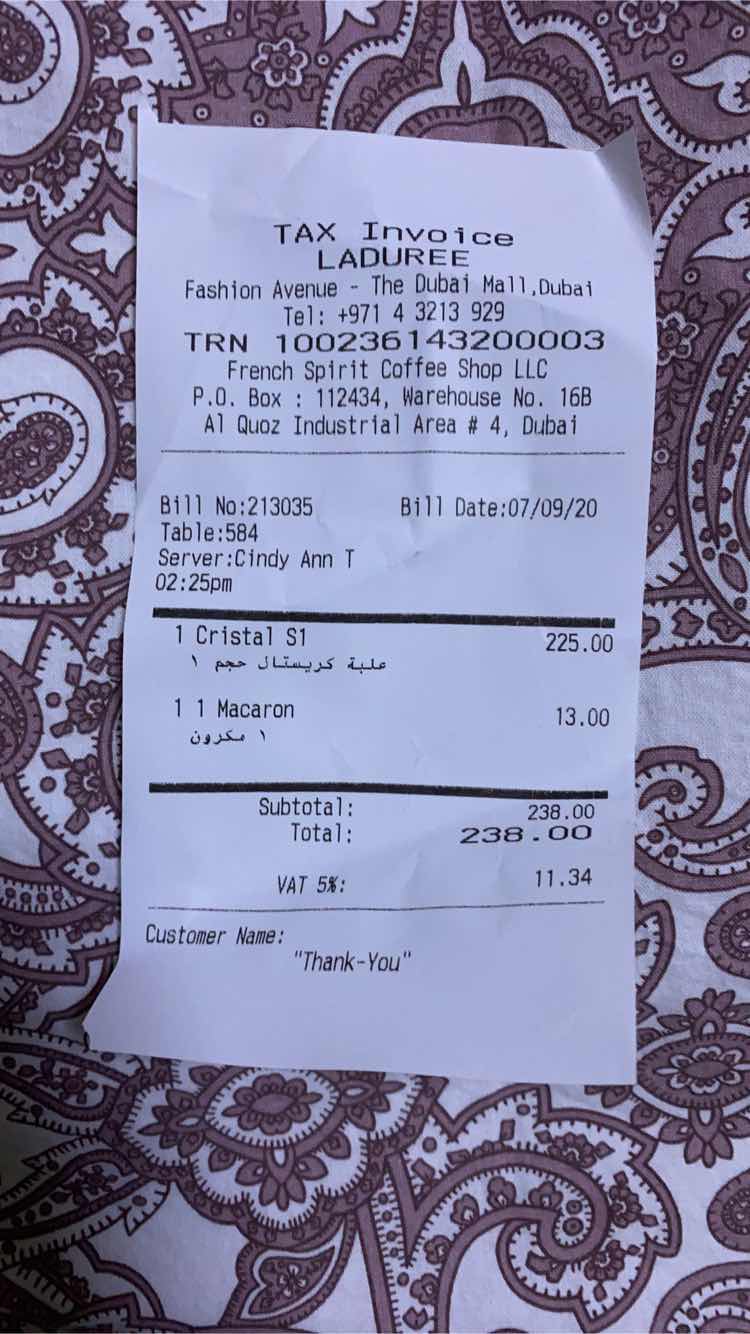 TAX Invoice
LADUREE
Fashion Avenue - The Dubai Mall,Dubai
Tel: +971 4 3213 929
TRN 100236143200003
French Spirit Coffee Shop LLC
P.O. Box : 112434, Warehouse No. 16B
Al Quoz Industrial Area # 4, Dubai
Bill No:213035 Bill Date:07/09/20
Table:584
Server:Cindy Ann T
02:25pm
1 Cristal S1 225.00
علبة كريستال حجم ١
1 1 Macaron 13.00
١ مكرون
Subtotal: 238.00
Total: 238.00
VAT 5%: 11.34
Customer Name:
"Thank-You"